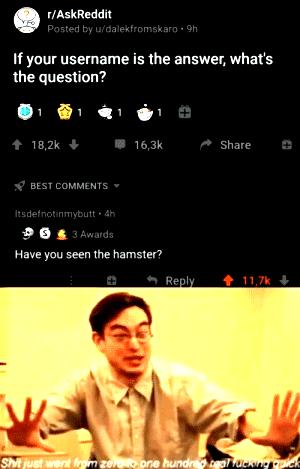 r/AskReddit
Posted by u/dalekfromskaro • 9h
If your username is the answer, what's
the question?
1 1 1 1
18,2k 16,3k Share
BEST COMMENTS
Itsdefnotinmybutt • 4h
S 3 Awards
Have you seen the hamster?
Reply 11,7k
Shit just went from zero to one hundred real fucking quick